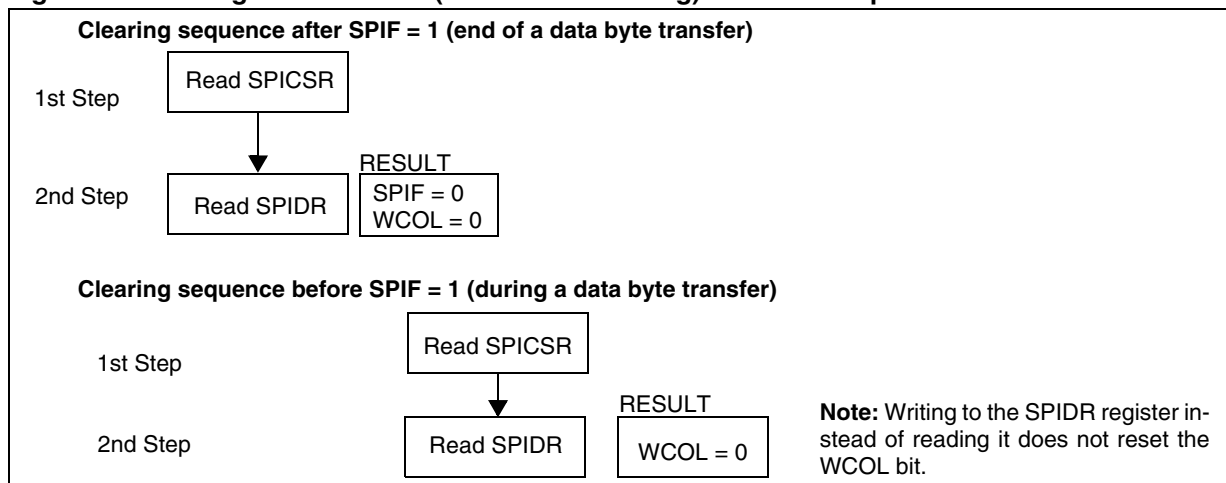 Clearing sequence after SPIF = 1 (end of a data byte transfer)
1st Step
Read SPICSR
RESULT
2nd Step
Read SPIDR
SPIF = 0
WCOL = 0
Clearing sequence before SPIF = 1 (during a data byte transfer)
1st Step
Read SPICSR
RESULT
2nd Step
Read SPIDR
WCOL = 0
Note: Writing to the SPIDR register in-
stead of reading it does not reset the
WCOL bit.